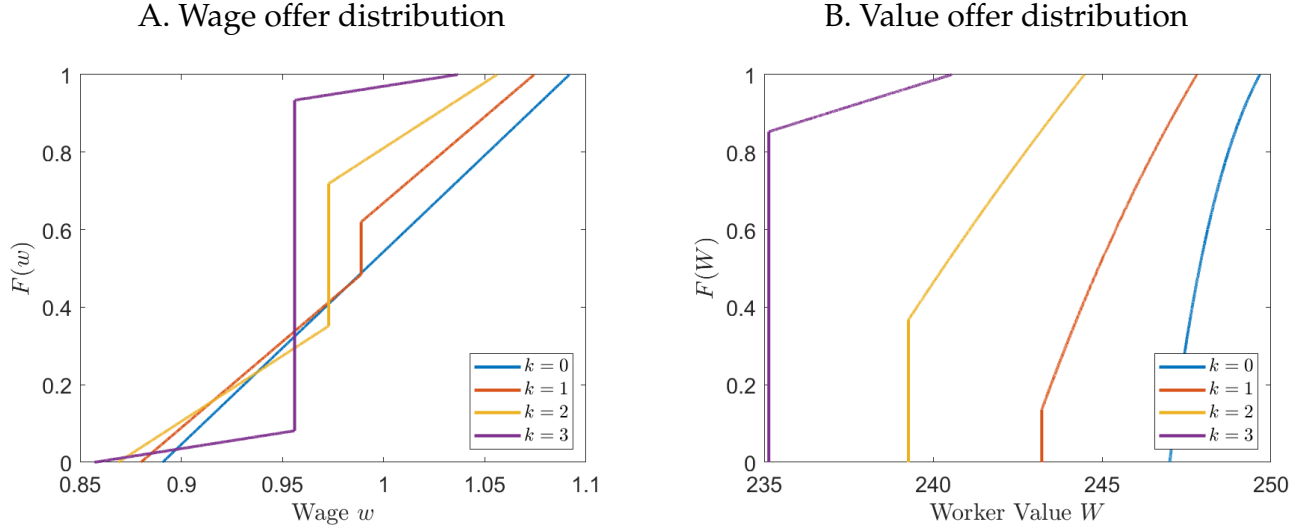 A. Wage offer distribution
F(w)
1
0.8
0.6
0.4
0.2
0
k = 0
k = 1
k = 2
k = 3
0.85 0.9 0.95 1 1.05 1.1
Wage w
B. Value offer distribution
F(W)
1
0.8
0.6
0.4
0.2
0
k = 0
k = 1
k = 2
k = 3
235 240 245 250
Worker Value W